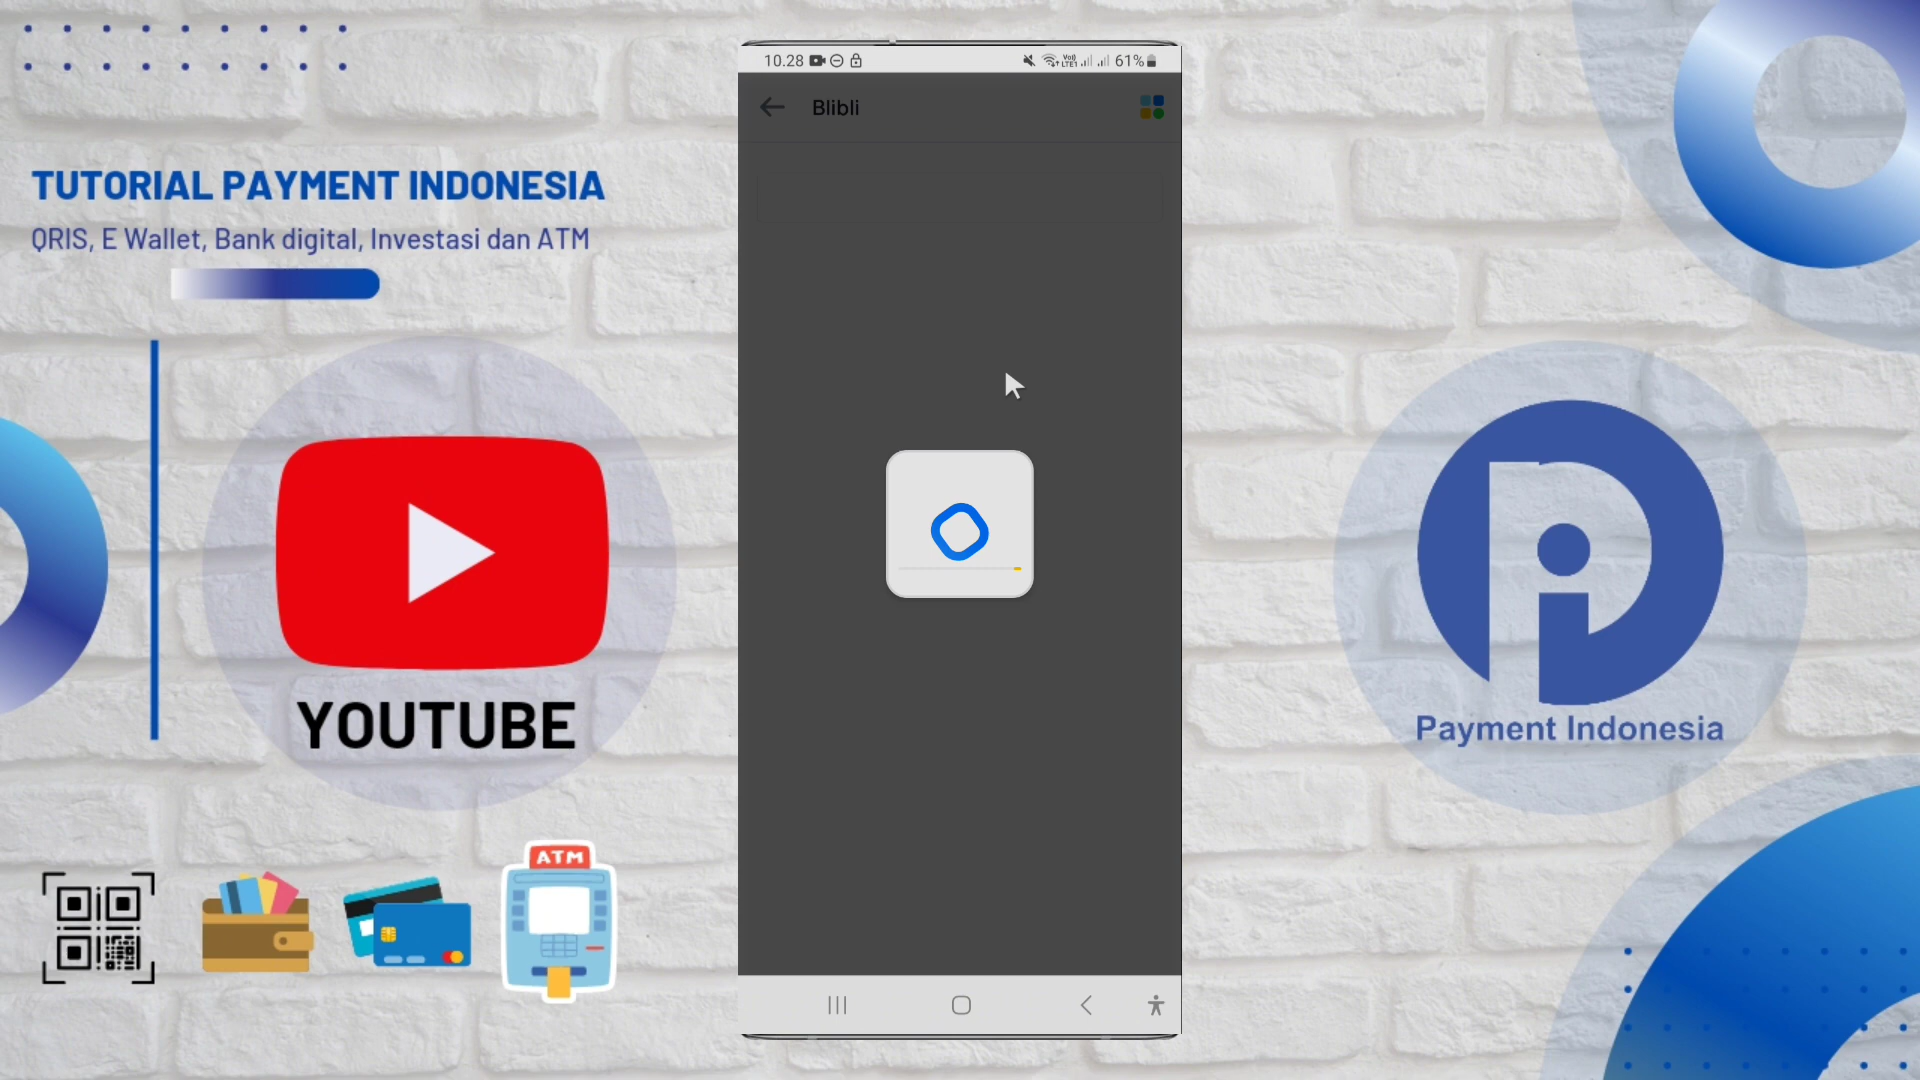 TUTORIAL PAYMENT INDONESIA
QRIS, E Wallet, Bank digital, Investasi dan ATM
YOUTUBE
ATM
10.28
61%
Blibli
Payment Indonesia